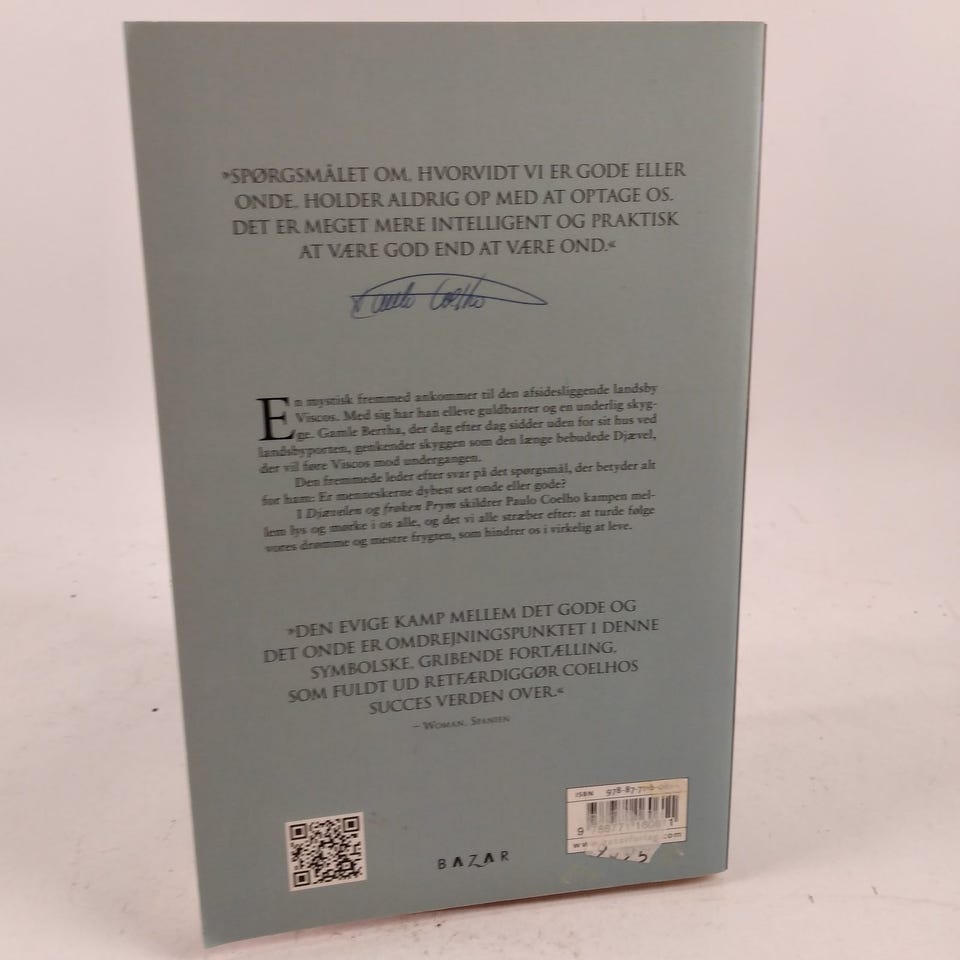 »SPØRGSMÅLET OM, HVORVIDT VI ER GODE ELLER
ONDE, HOLDER ALDRIG OP MED AT OPTAGE OS.
DET ER MEGET MERE INTELLIGENT OG PRAKTISK
AT VÆRE GOD END AT VÆRE OND.«
Paulo Coelho
En mystisk fremmed ankommer til den afsidesliggende landsby
Viscos. Med sig har han elleve guldbarrer og en underlig skyg-
ge. Gamle Bertha, der dag efter dag sidder uden for sit hus ved
landsbyporten, genkender skyggen som den længe bebudede Djævel,
der vil føre Viscos mod undergangen.
Den fremmede leder efter svar på det spørgsmål, der betyder alt
for ham: Er menneskerne dybest set onde eller gode?
I Djævelen og frøken Prym skildrer Paulo Coelho kampen mel-
lem lys og mørke i os alle, og det vi alle stræber efter: at turde følge
vores drømme og mestre frygten, som hindrer os i virkelig at leve.
»DEN EVIGE KAMP MELLEM DET GODE OG
DET ONDE ER OMDREJNINGSPUNKTET I DENNE
SYMBOLSKE, GRIBENDE FORTÆLLING,
SOM FULDT UD RETFÆRDIGGØR COELHOS
SUCCES VERDEN OVER.«
– WOMAN, SPANIEN
ISBN
BAZAR